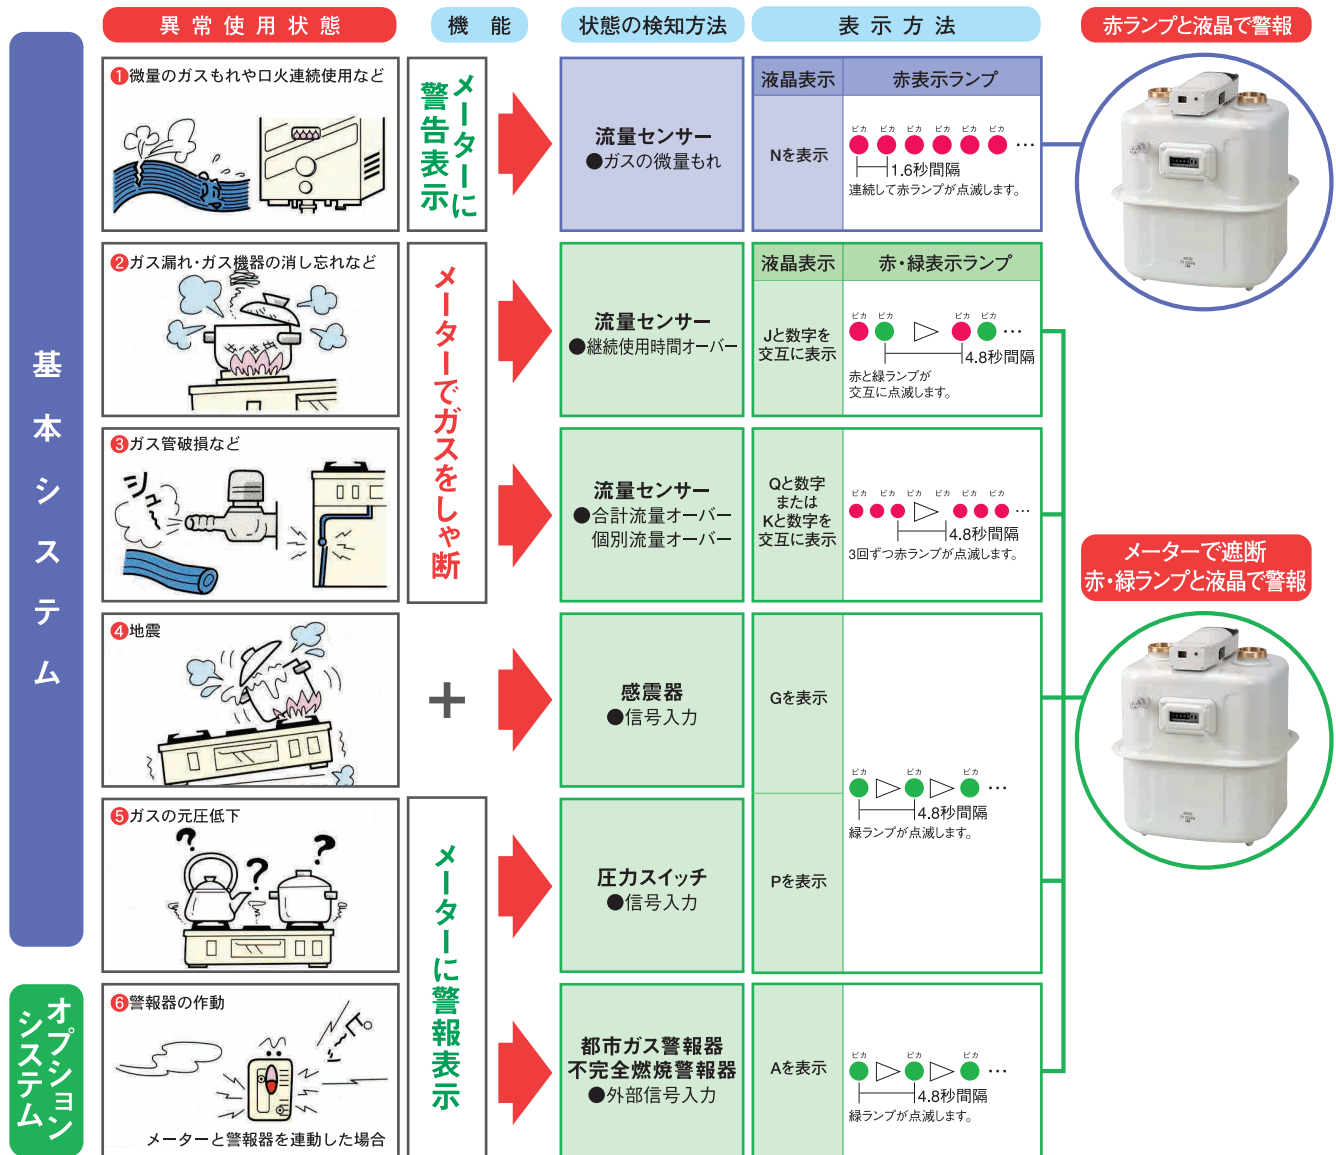 異常使用状態
機能
状態の検知方法
表示方法
赤ランプと液晶で警報
基本システム
❶微量のガスもれや口火連続使用など
メーターに
警告表示
流量センサー
●ガスの微量もれ
液晶表示
赤表示ランプ
Nを表示
ピカ ピカ ピカ ピカ ピカ ピカ
…
1.6秒間隔
連続して赤ランプが点滅します。
❷ガス漏れ・ガス機器の消し忘れなど
メーターでガスをしゃ断
流量センサー
●継続使用時間オーバー
液晶表示
赤・緑表示ランプ
Jと数字を
交互に表示
ピカ ピカ ピカ ピカ
…
4.8秒間隔
赤と緑ランプが
交互に点滅します。
❸ガス管破損など
シュー
流量センサー
●合計流量オーバー
個別流量オーバー
Qと数字
または
Kと数字を
交互に表示
ピカ ピカ ピカ ピカ ピカ ピカ
…
4.8秒間隔
3回ずつ赤ランプが点滅します。
メーターで遮断
赤・緑ランプと液晶で警報
❹地震
+
感震器
●信号入力
Gを表示
❺ガスの元圧低下
? ? ?
メーターに警報表示
圧力スイッチ
●信号入力
Pを表示
ピカ ピカ ピカ
…
4.8秒間隔
緑ランプが点滅します。
オプション
システム
❻警報器の作動
メーターと警報器を連動した場合
都市ガス警報器
不完全燃焼警報器
●外部信号入力
Aを表示
ピカ ピカ ピカ
…
4.8秒間隔
緑ランプが点滅します。